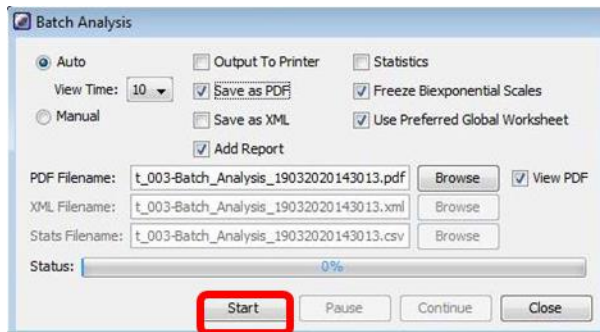 Batch Analysis
Auto Output To Printer Statistics
View Time: 10 Save as PDF Freeze Biexponential Scales
Manual Save as XML Use Preferred Global Worksheet
Add Report
PDF Filename: t_003-Batch_Analysis_19032020143013.pdf Browse View PDF
XML Filename: t_003-Batch_Analysis_19032020143013.xml Browse
Stats Filename: t_003-Batch_Analysis_19032020143013.csv Browse
Status: 0%
Start Pause Continue Close